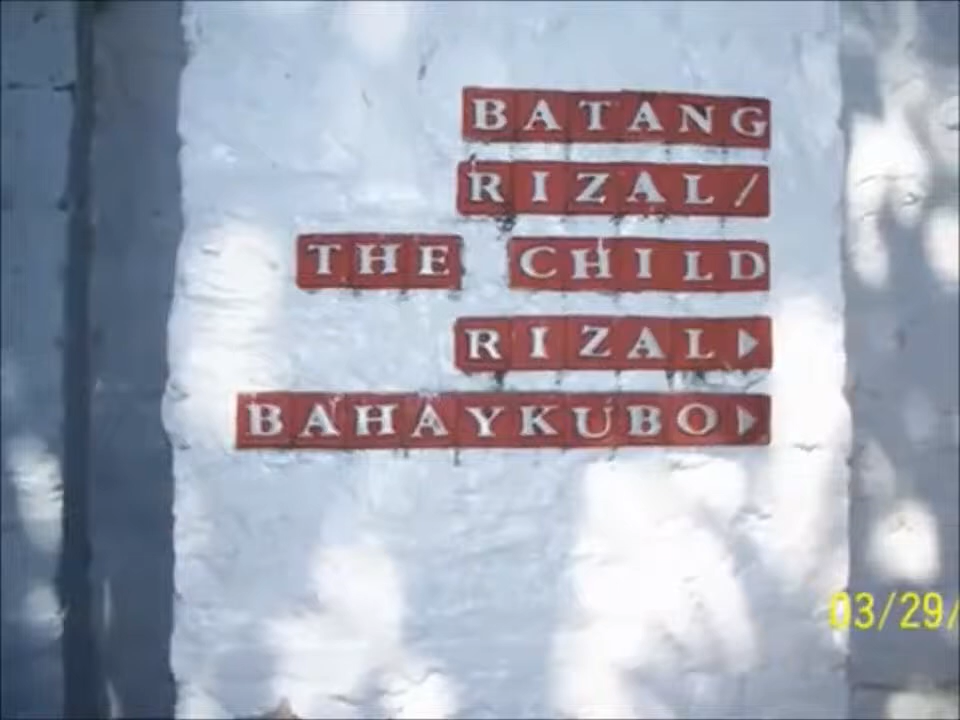 BATANG
RIZAL/
THE CHILD
RIZAL▶
BAHAYKUBO▶
03/29/